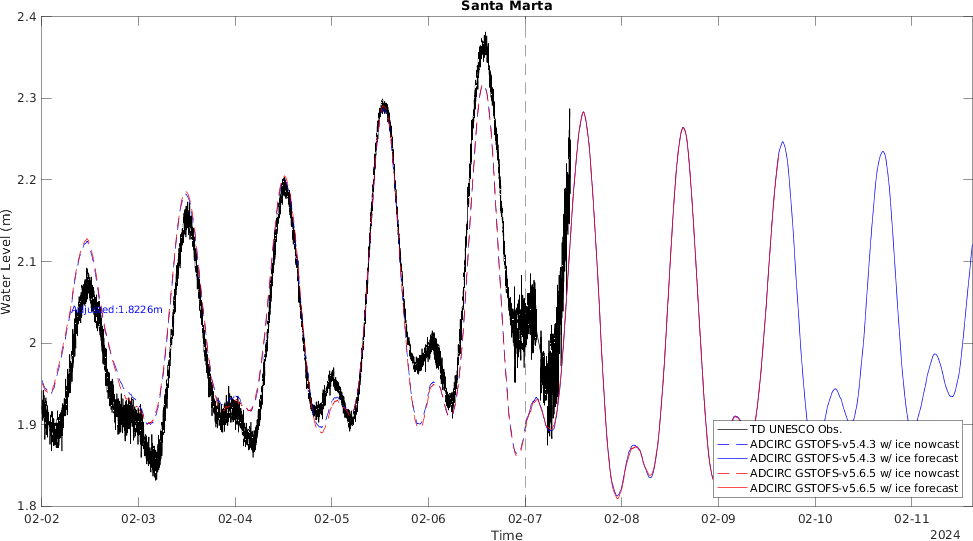 Santa Marta
2.4
2.3
2.2
2.1
2
1.9
1.8
Water Level (m)
Adjusted:1.8226m
TD UNESCO Obs.
ADCIRC GSTOFS-v5.4.3 w/ ice nowcast
ADCIRC GSTOFS-v5.4.3 w/ ice forecast
ADCIRC GSTOFS-v5.6.5 w/ ice nowcast
ADCIRC GSTOFS-v5.6.5 w/ ice forecast
02-02 02-03 02-04 02-05 02-06 02-07 02-08 02-09 02-10 02-11
Time
2024